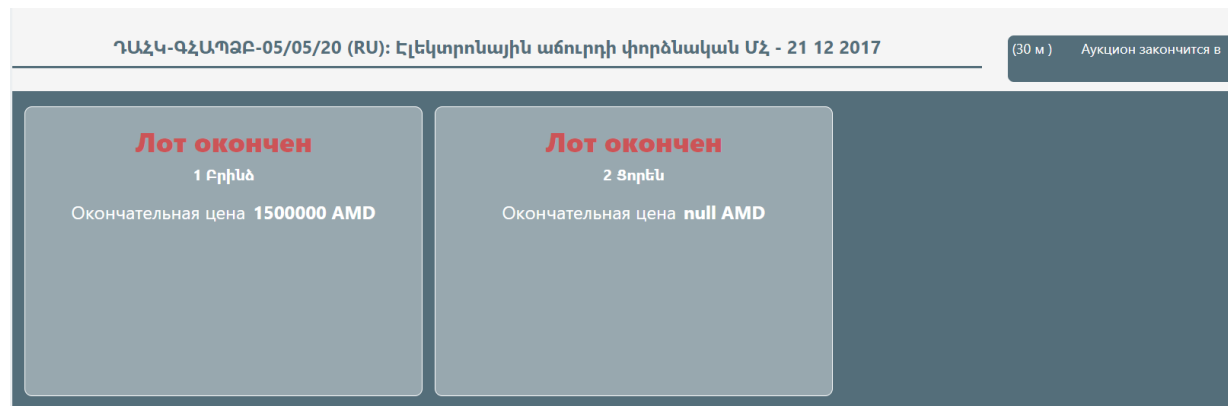 ԴԱՀԿ-ԳՀԱՊՁԲ-05/05/20 (RU): Էլեկտրոնային աճուրդի փորձնական ՄՀ - 21 12 2017
(30 м ) Аукцион закончится в
Лот окончен
1 Բրինձ
Окончательная цена 1500000 AMD
Лот окончен
2 Ցորեն
Окончательная цена null AMD